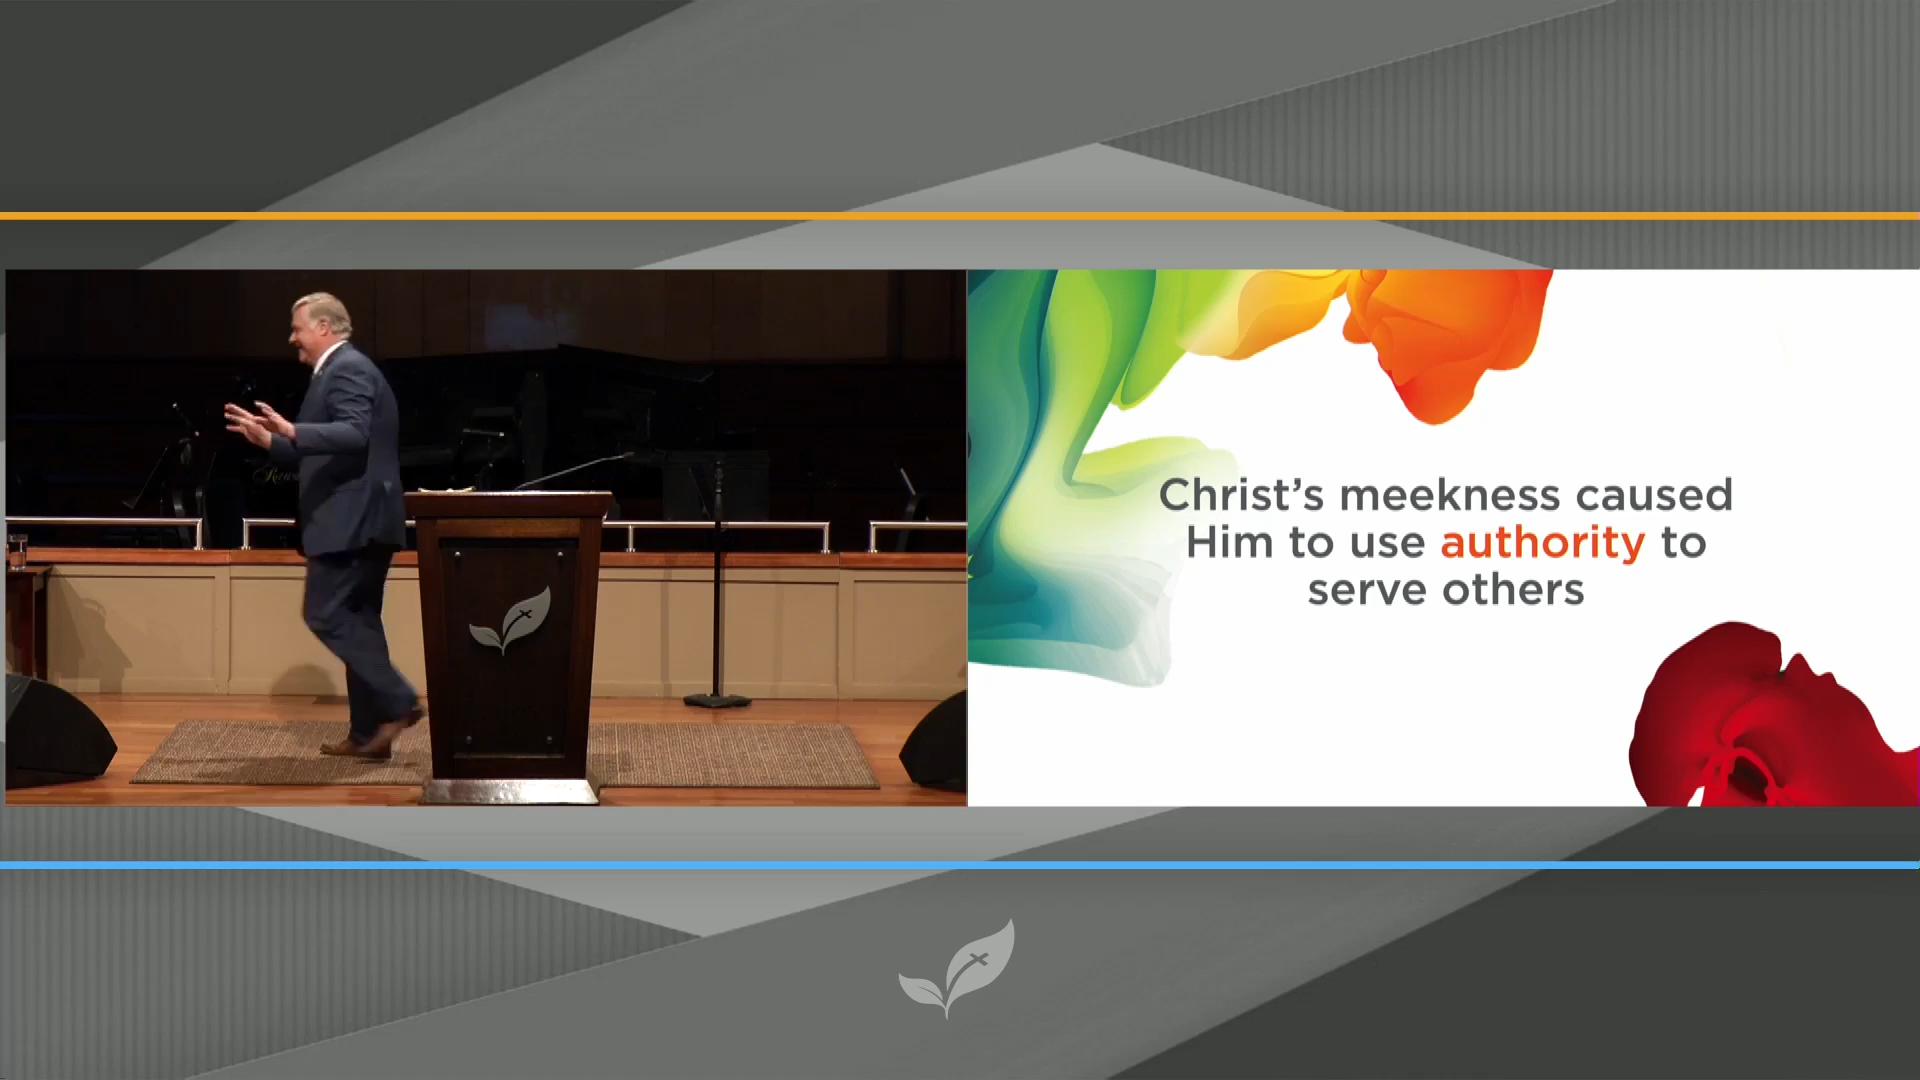 Christ’s meekness caused
Him to use authority to
serve others